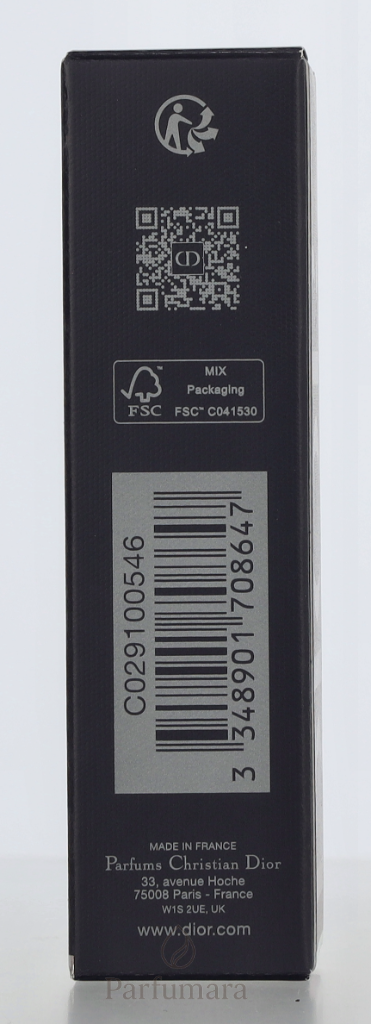 CD
MIX
Packaging
FSC™ C041530
FSC
C029100546
3 348901 708647
MADE IN FRANCE
Parfums Christian Dior
33, avenue Hoche
75008 Paris - France
W1S 2UE, UK
www.dior.com
Parfumara